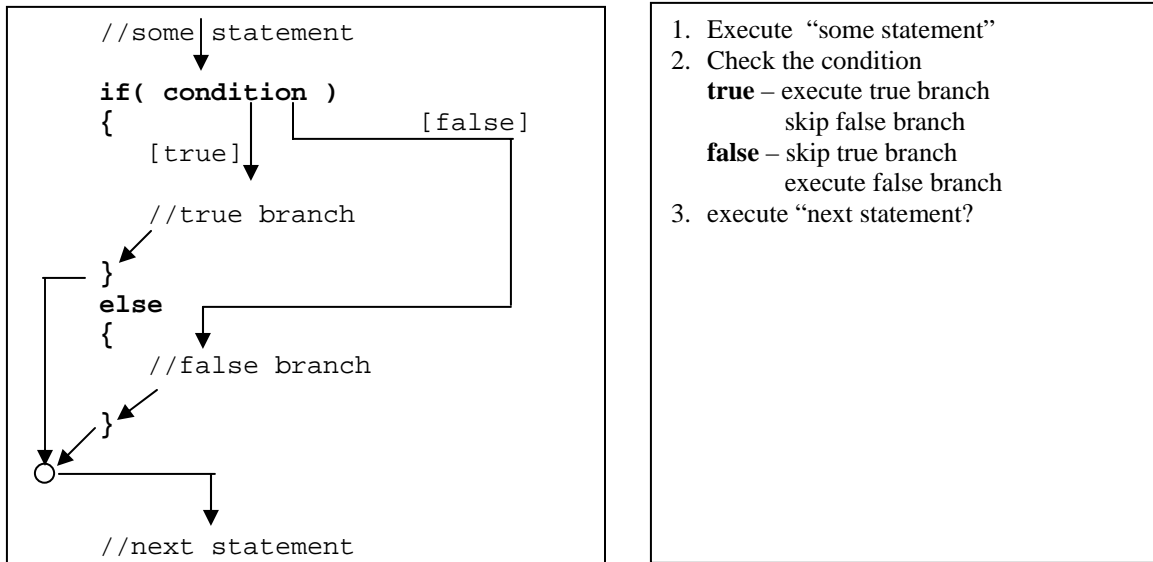 //some statement
if( condition )
{
[false]
[true]
//true branch
}
else
{
//false branch
}
//next statement
1. Execute “some statement”
2. Check the condition
true – execute true branch
skip false branch
false – skip true branch
execute false branch
3. execute “next statement?